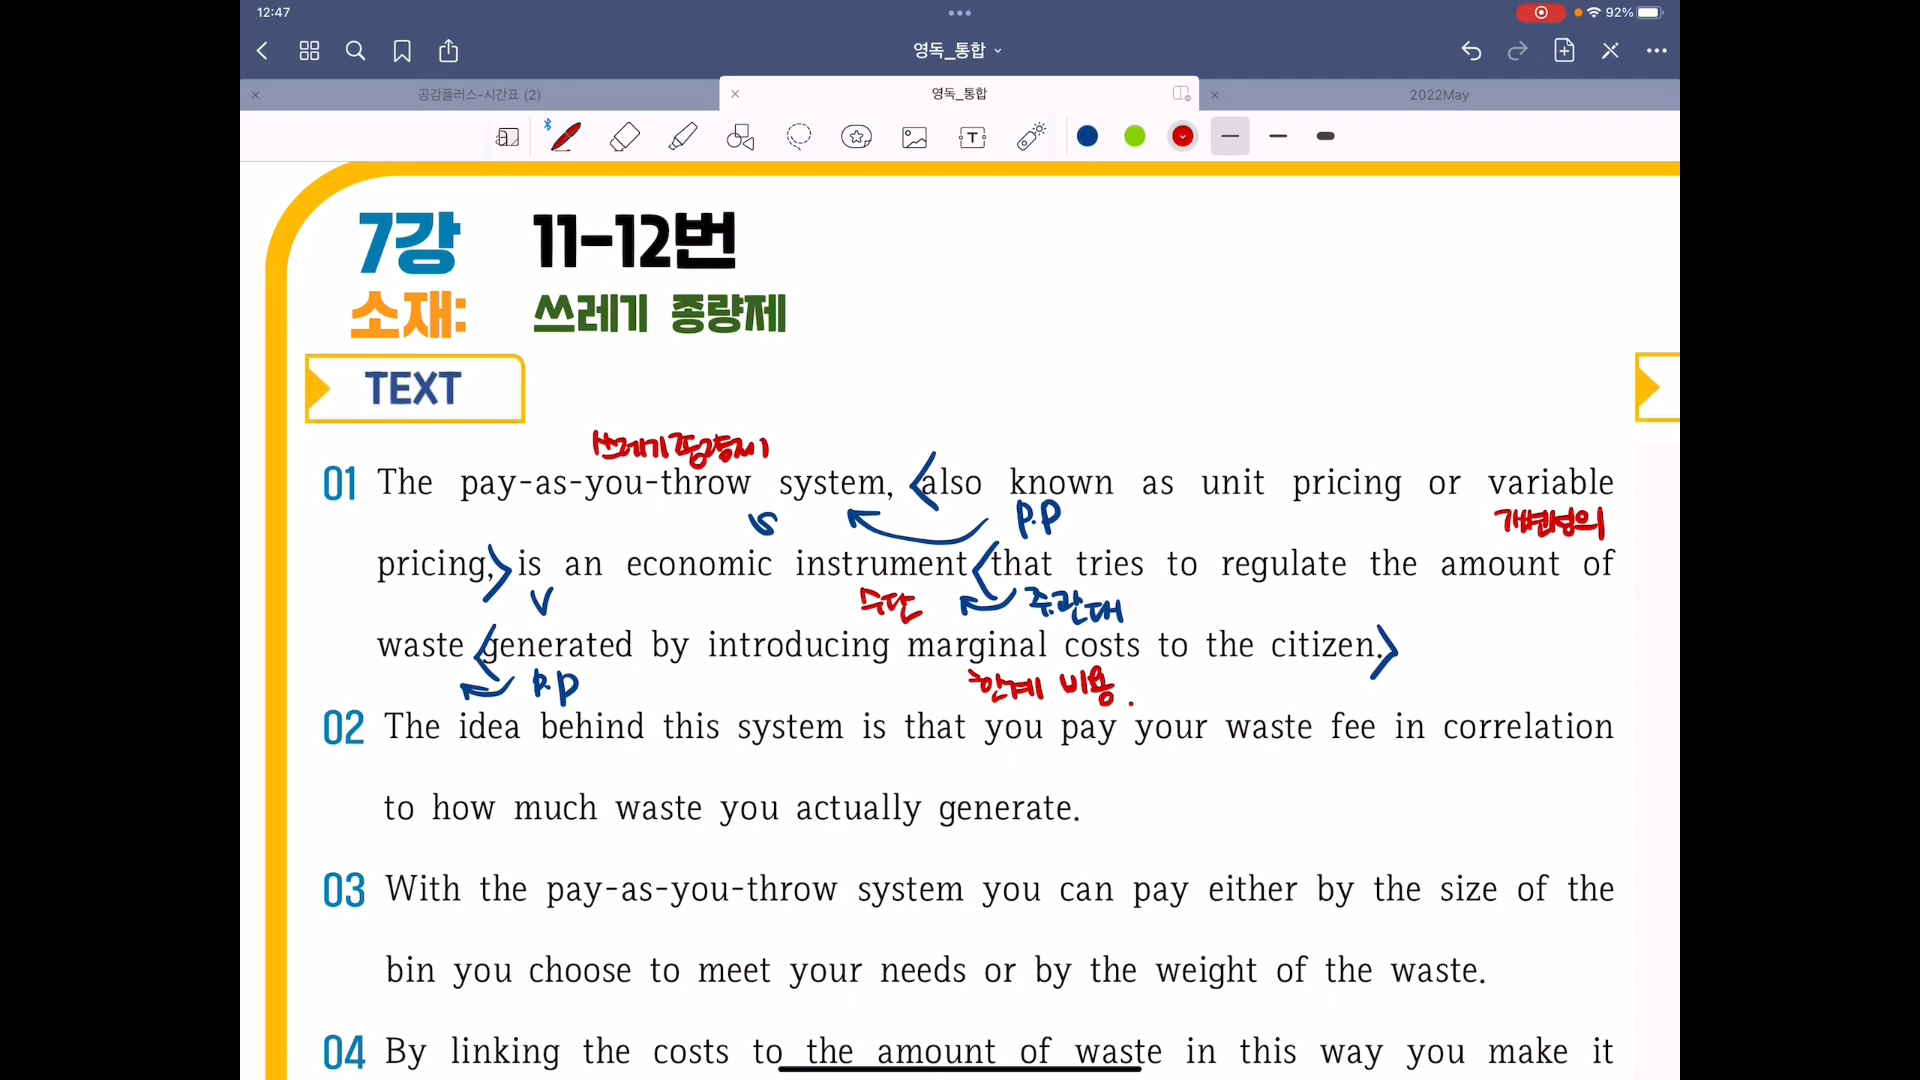 12:47
92%
영독_통합
공감플러스-시간표 (2)
영독_통합
2022May
7강 11-12번
소재: 쓰레기 종량제
TEXT
쓰레기 종량제
01 The pay-as-you-throw system, <also known as unit pricing or variable
S
p.p
가변성의
pricing,> is an economic instrument <that tries to regulate the amount of
V
수단
주.관대
waste <generated by introducing marginal costs to the citizen.>
p.p
한계 비용
02 The idea behind this system is that you pay your waste fee in correlation
to how much waste you actually generate.
03 With the pay-as-you-throw system you can pay either by the size of the
bin you choose to meet your needs or by the weight of the waste.
04 By linking the costs to the amount of waste in this way you make it